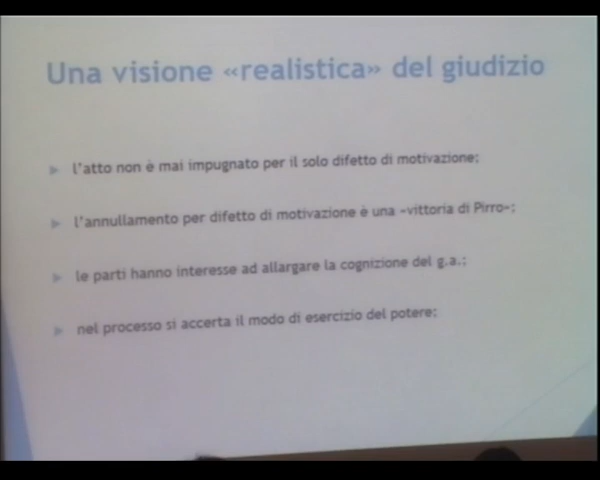 Una visione «realistica» del giudizio
l'atto non è mai impugnato per il solo difetto di motivazione;
l'annullamento per difetto di motivazione è una «vittoria di Pirro»;
le parti hanno interesse ad allargare la cognizione del g.a.;
nel processo si accerta il modo di esercizio del potere;